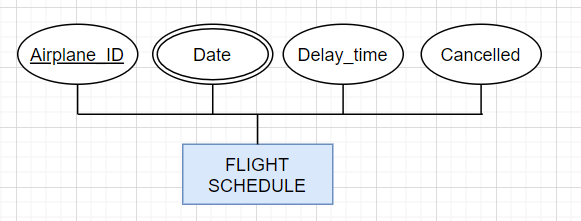 Airplane_ID
Date
Delay_time
Cancelled
FLIGHT
SCHEDULE